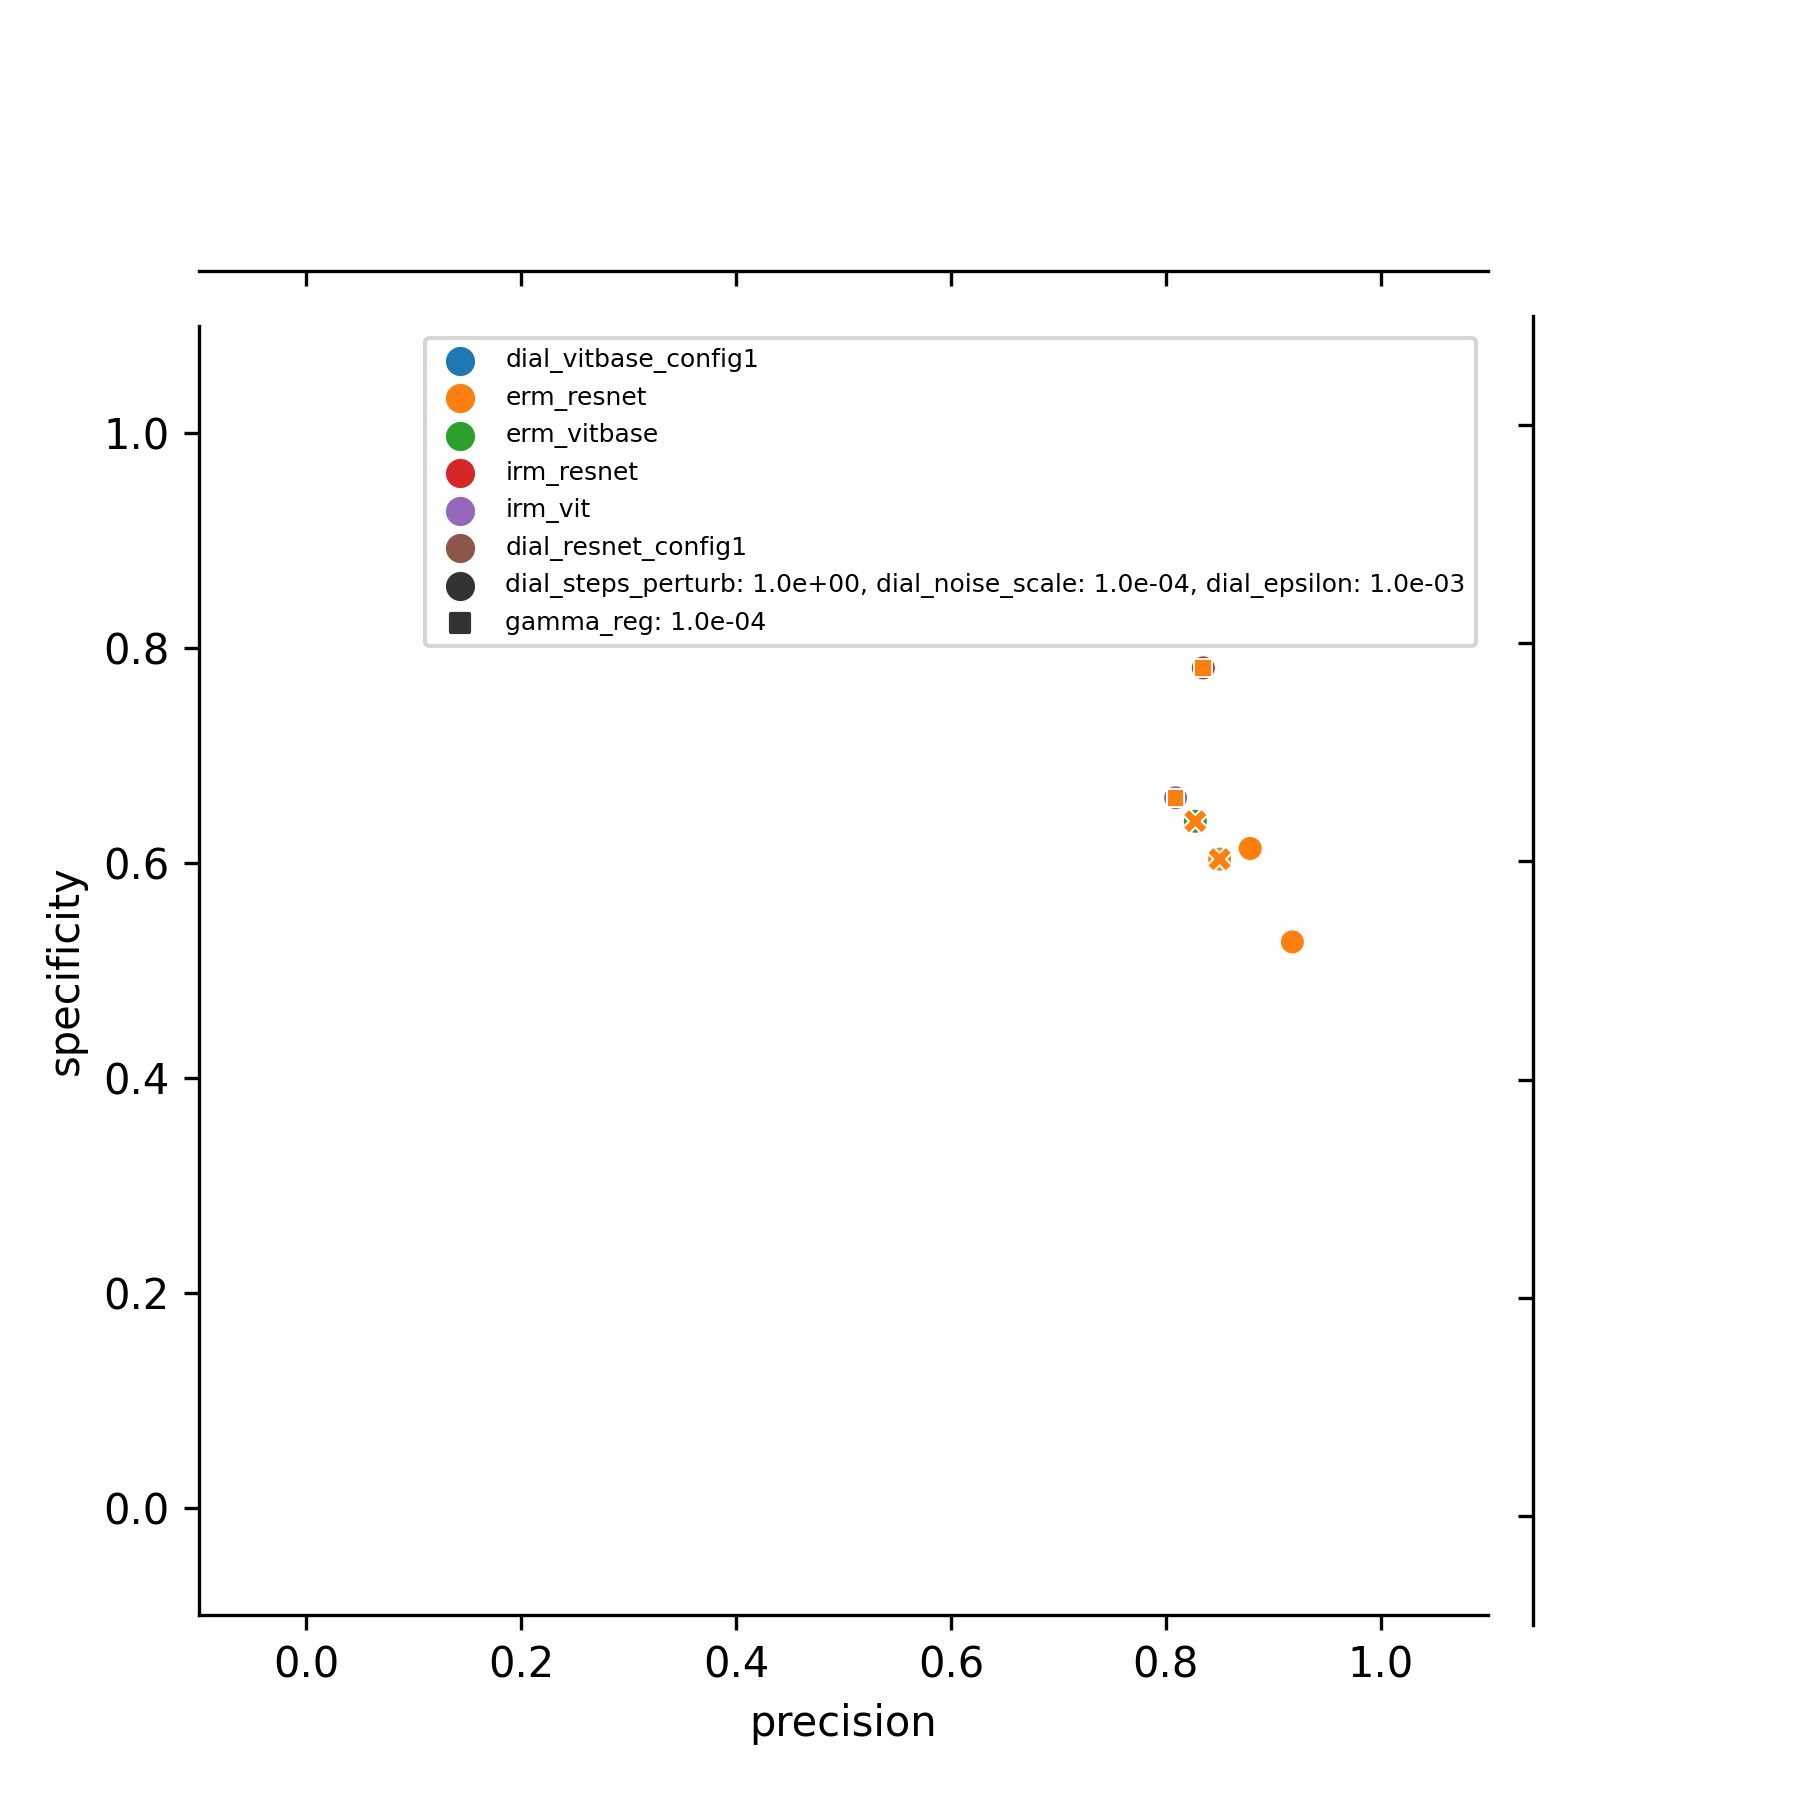 dial_vitbase_config1
erm_resnet
erm_vitbase
irm_resnet
irm_vit
dial_resnet_config1
dial_steps_perturb: 1.0e+00, dial_noise_scale: 1.0e-04, dial_epsilon: 1.0e-03
gamma_reg: 1.0e-04
1.0
0.8
0.6
0.4
0.2
0.0
specificity
0.0 0.2 0.4 0.6 0.8 1.0
precision